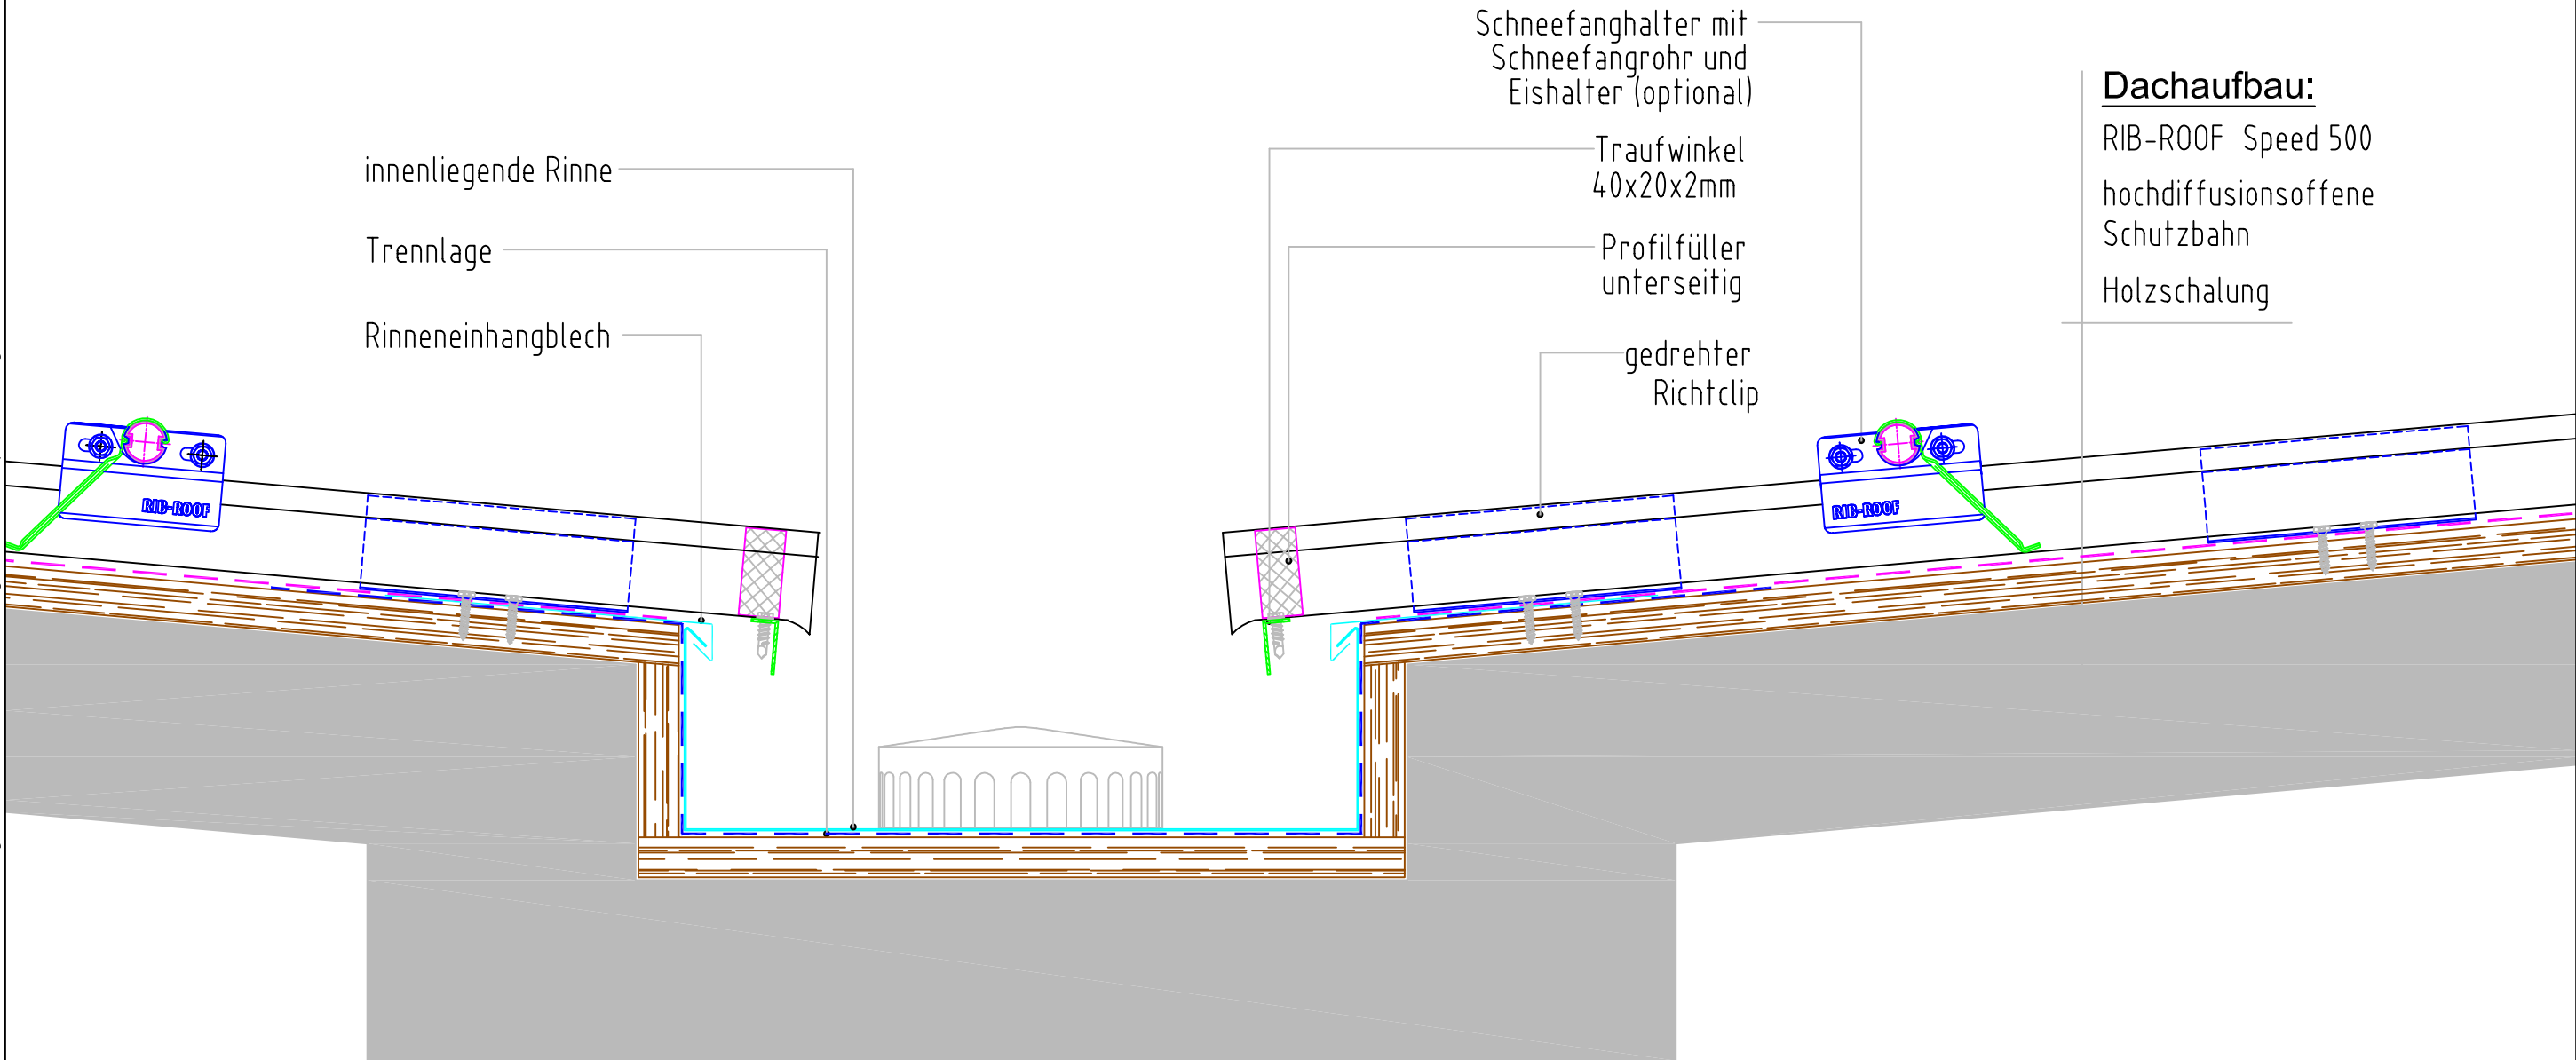 innenliegende Rinne
Trennlage
Rinneneinhangblech
Schneefanghalter mit
Schneefangrohr und
Eishalter (optional)
Traufwinkel
40x20x2mm
Profilfüller
unterseitig
gedrehter
Richtclip
Dachaufbau:
RIB-ROOF Speed 500
hochdiffusionsoffene
Schutzbahn
Holzschalung
RIB-ROOF
RIB-ROOF